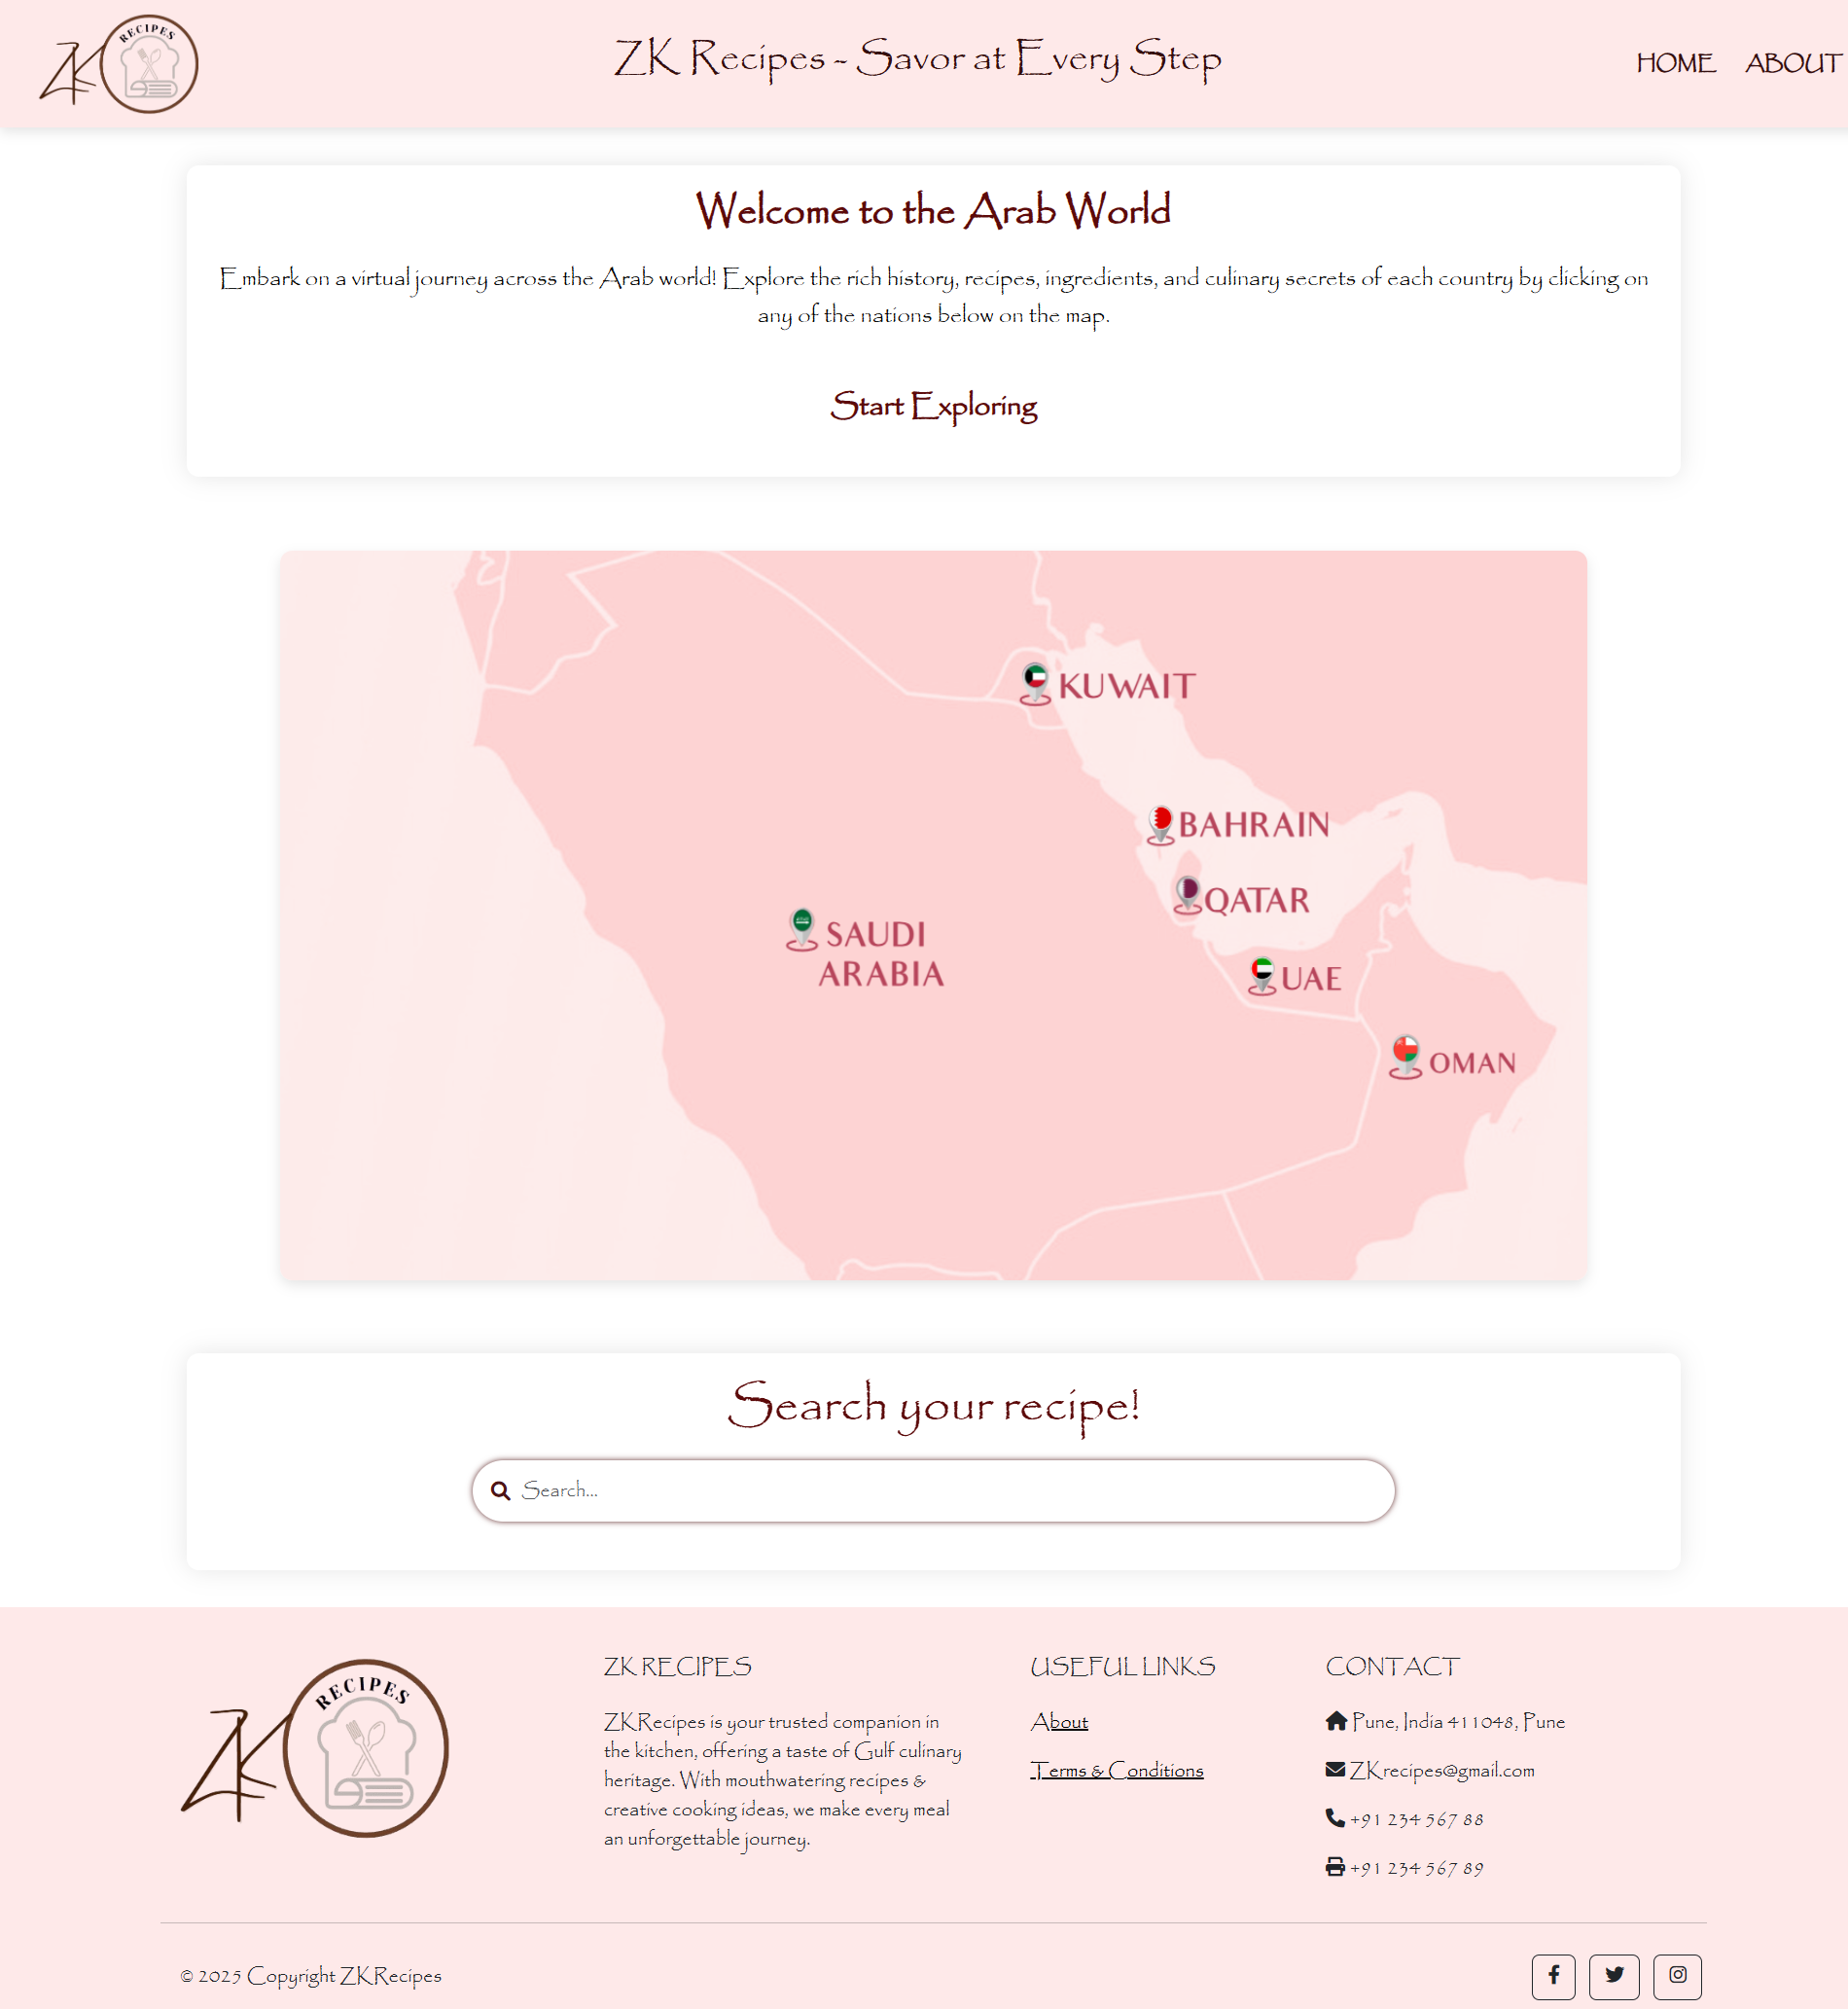 ZK
RECIPES
ZK Recipes - Savor at Every Step
HOME ABOUT
Welcome to the Arab World
Embark on a virtual journey across the Arab world! Explore the rich history, recipes, ingredients, and culinary secrets of each country by clicking on
any of the nations below on the map.
Start Exploring
KUWAIT
BAHRAIN
QATAR
SAUDI
ARABIA
UAE
OMAN
Search your recipe!
Search...
ZK
RECIPES
ZK RECIPES
ZKRecipes is your trusted companion in
the kitchen, offering a taste of Gulf culinary
heritage. With mouthwatering recipes &
creative cooking ideas, we make every meal
an unforgettable journey.
USEFUL LINKS
About
Terms & Conditions
CONTACT
Pune, India 411048, Pune
ZKrecipes@gmail.com
+91 234 567 88
+91 234 567 89
© 2025 Copyright ZKRecipes